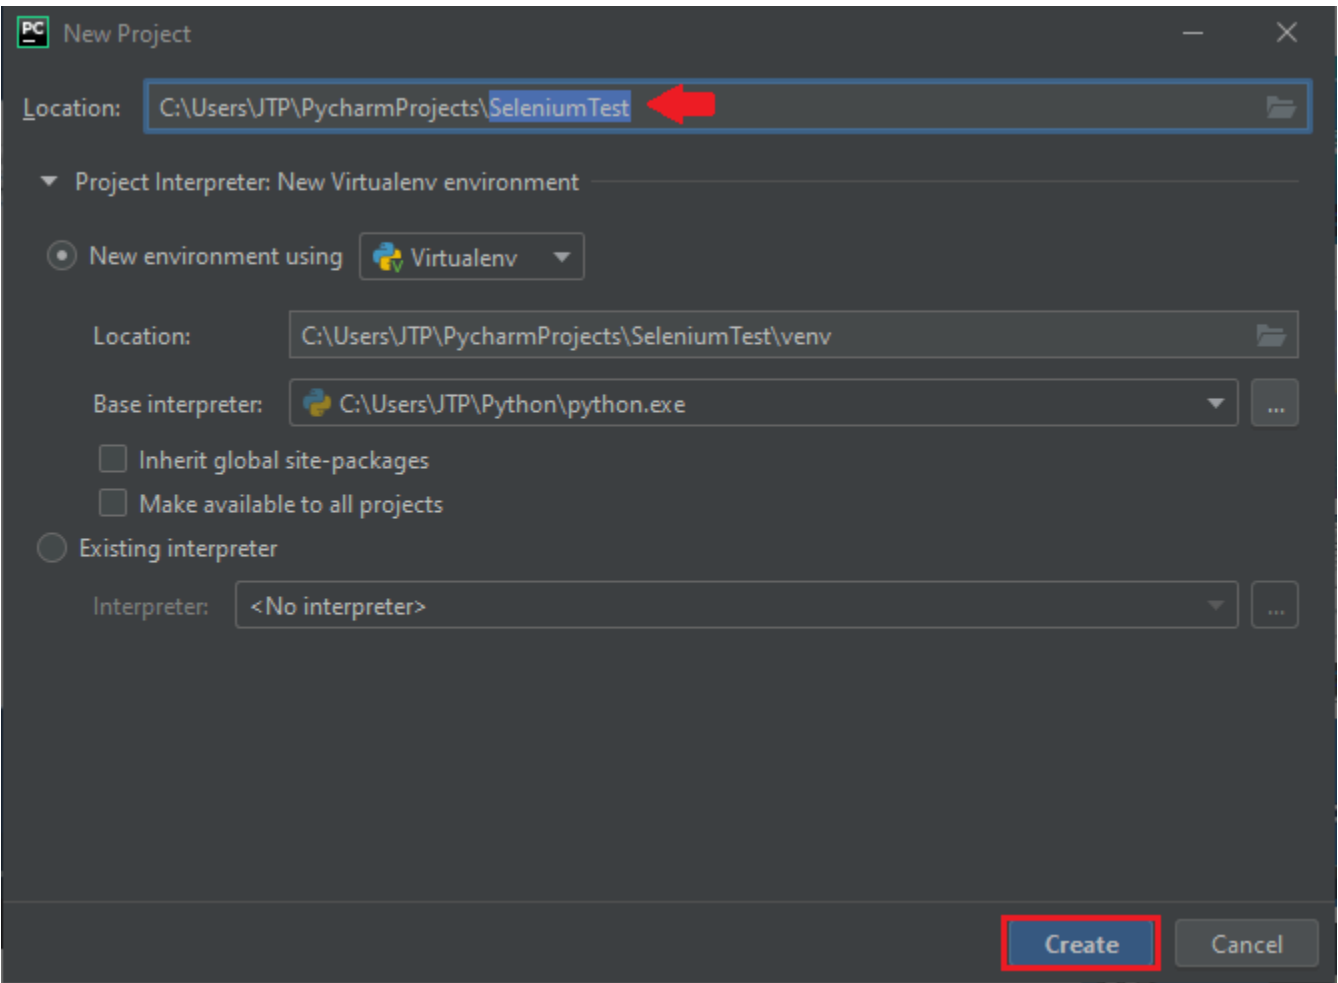 PC New Project
Location: C:\Users\JTP\PycharmProjects\SeleniumTest
Project Interpreter: New Virtualenv environment
New environment using Virtualenv
Location: C:\Users\JTP\PycharmProjects\SeleniumTest\venv
Base interpreter: C:\Users\JTP\Python\python.exe ...
Inherit global site-packages
Make available to all projects
Existing interpreter
Interpreter: <No interpreter> ...
Create Cancel